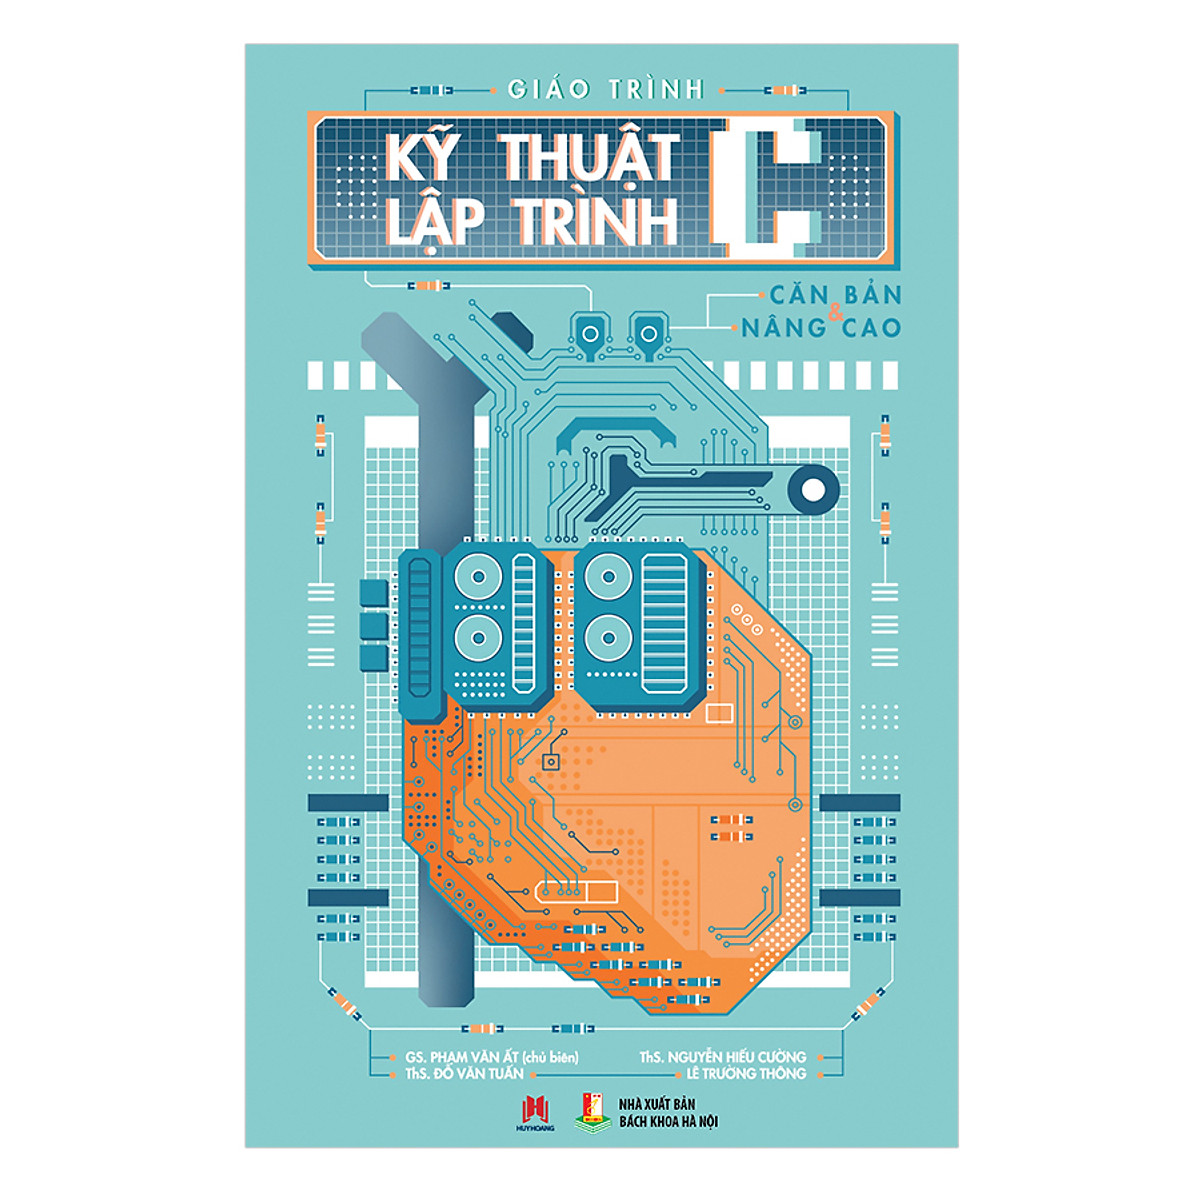 GIÁO TRÌNH
KỸ THUẬT
LẬP TRÌNH
C
CĂN BẢN
&
NÂNG CAO
GS. PHẠM VĂN ẤT (chủ biên)
ThS. NGUYỄN HIẾU CƯỜNG
ThS. ĐỖ VĂN TUẤN
LÊ TRƯỜNG THÔNG
HUYHOANG
NHÀ XUẤT BẢN
BÁCH KHOA HÀ NỘI